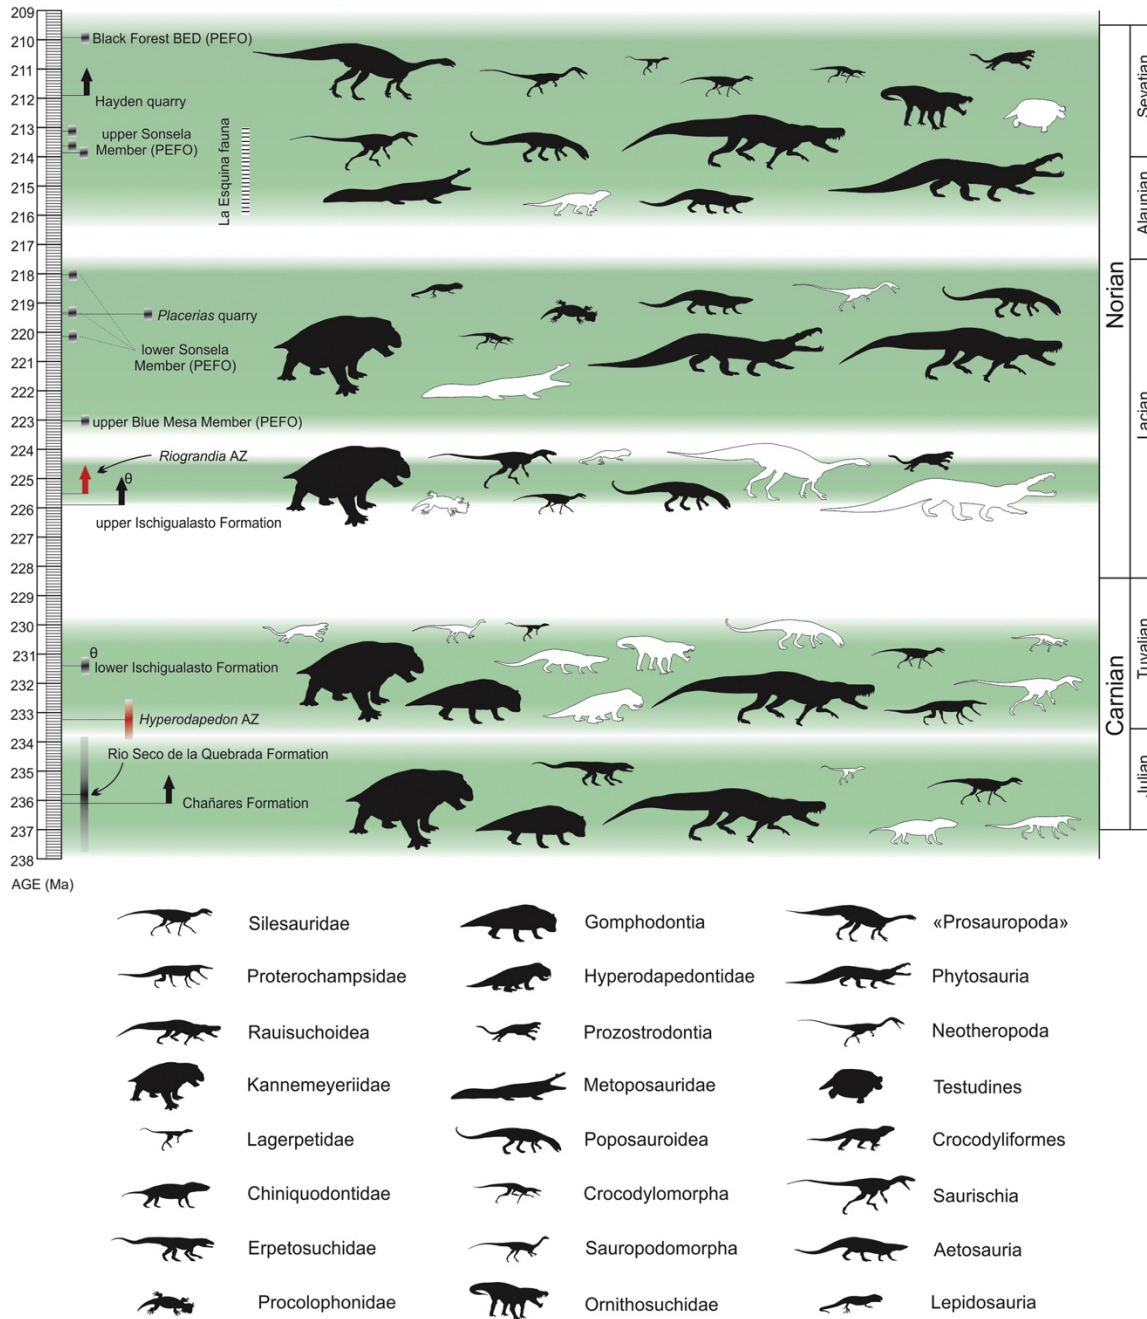 209
210
211
212
213
214
215
216
217
218
219
220
221
222
223
224
225
226
227
228
229
230
231
232
233
234
235
236
237
238
AGE (Ma)
Black Forest BED (PEFO)
Hayden quarry
upper Sonsela
Member (PEFO)
La Esquina fauna
Placerias quarry
lower Sonsela
Member (PEFO)
upper Blue Mesa Member (PEFO)
Riograndia AZ
θ
upper Ischigualasto Formation
θ
lower Ischigualasto Formation
Hyperodapedon AZ
Rio Seco de la Quebrada Formation
Chañares Formation
Norian
Carnian
Sevatian
Alaunian
Lacian
Tuvalian
Julian
Silesauridae
Gomphodontia
«Prosauropoda»
Proterochampsidae
Hyperodapedontidae
Phytosauria
Rauisuchoidea
Prozostrodontia
Neotheropoda
Kannemeyeriidae
Metoposauridae
Testudines
Lagerpetidae
Poposauroidea
Crocodyliformes
Chiniquodontidae
Crocodylomorpha
Saurischia
Erpetosuchidae
Sauropodomorpha
Aetosauria
Procolophonidae
Ornithosuchidae
Lepidosauria